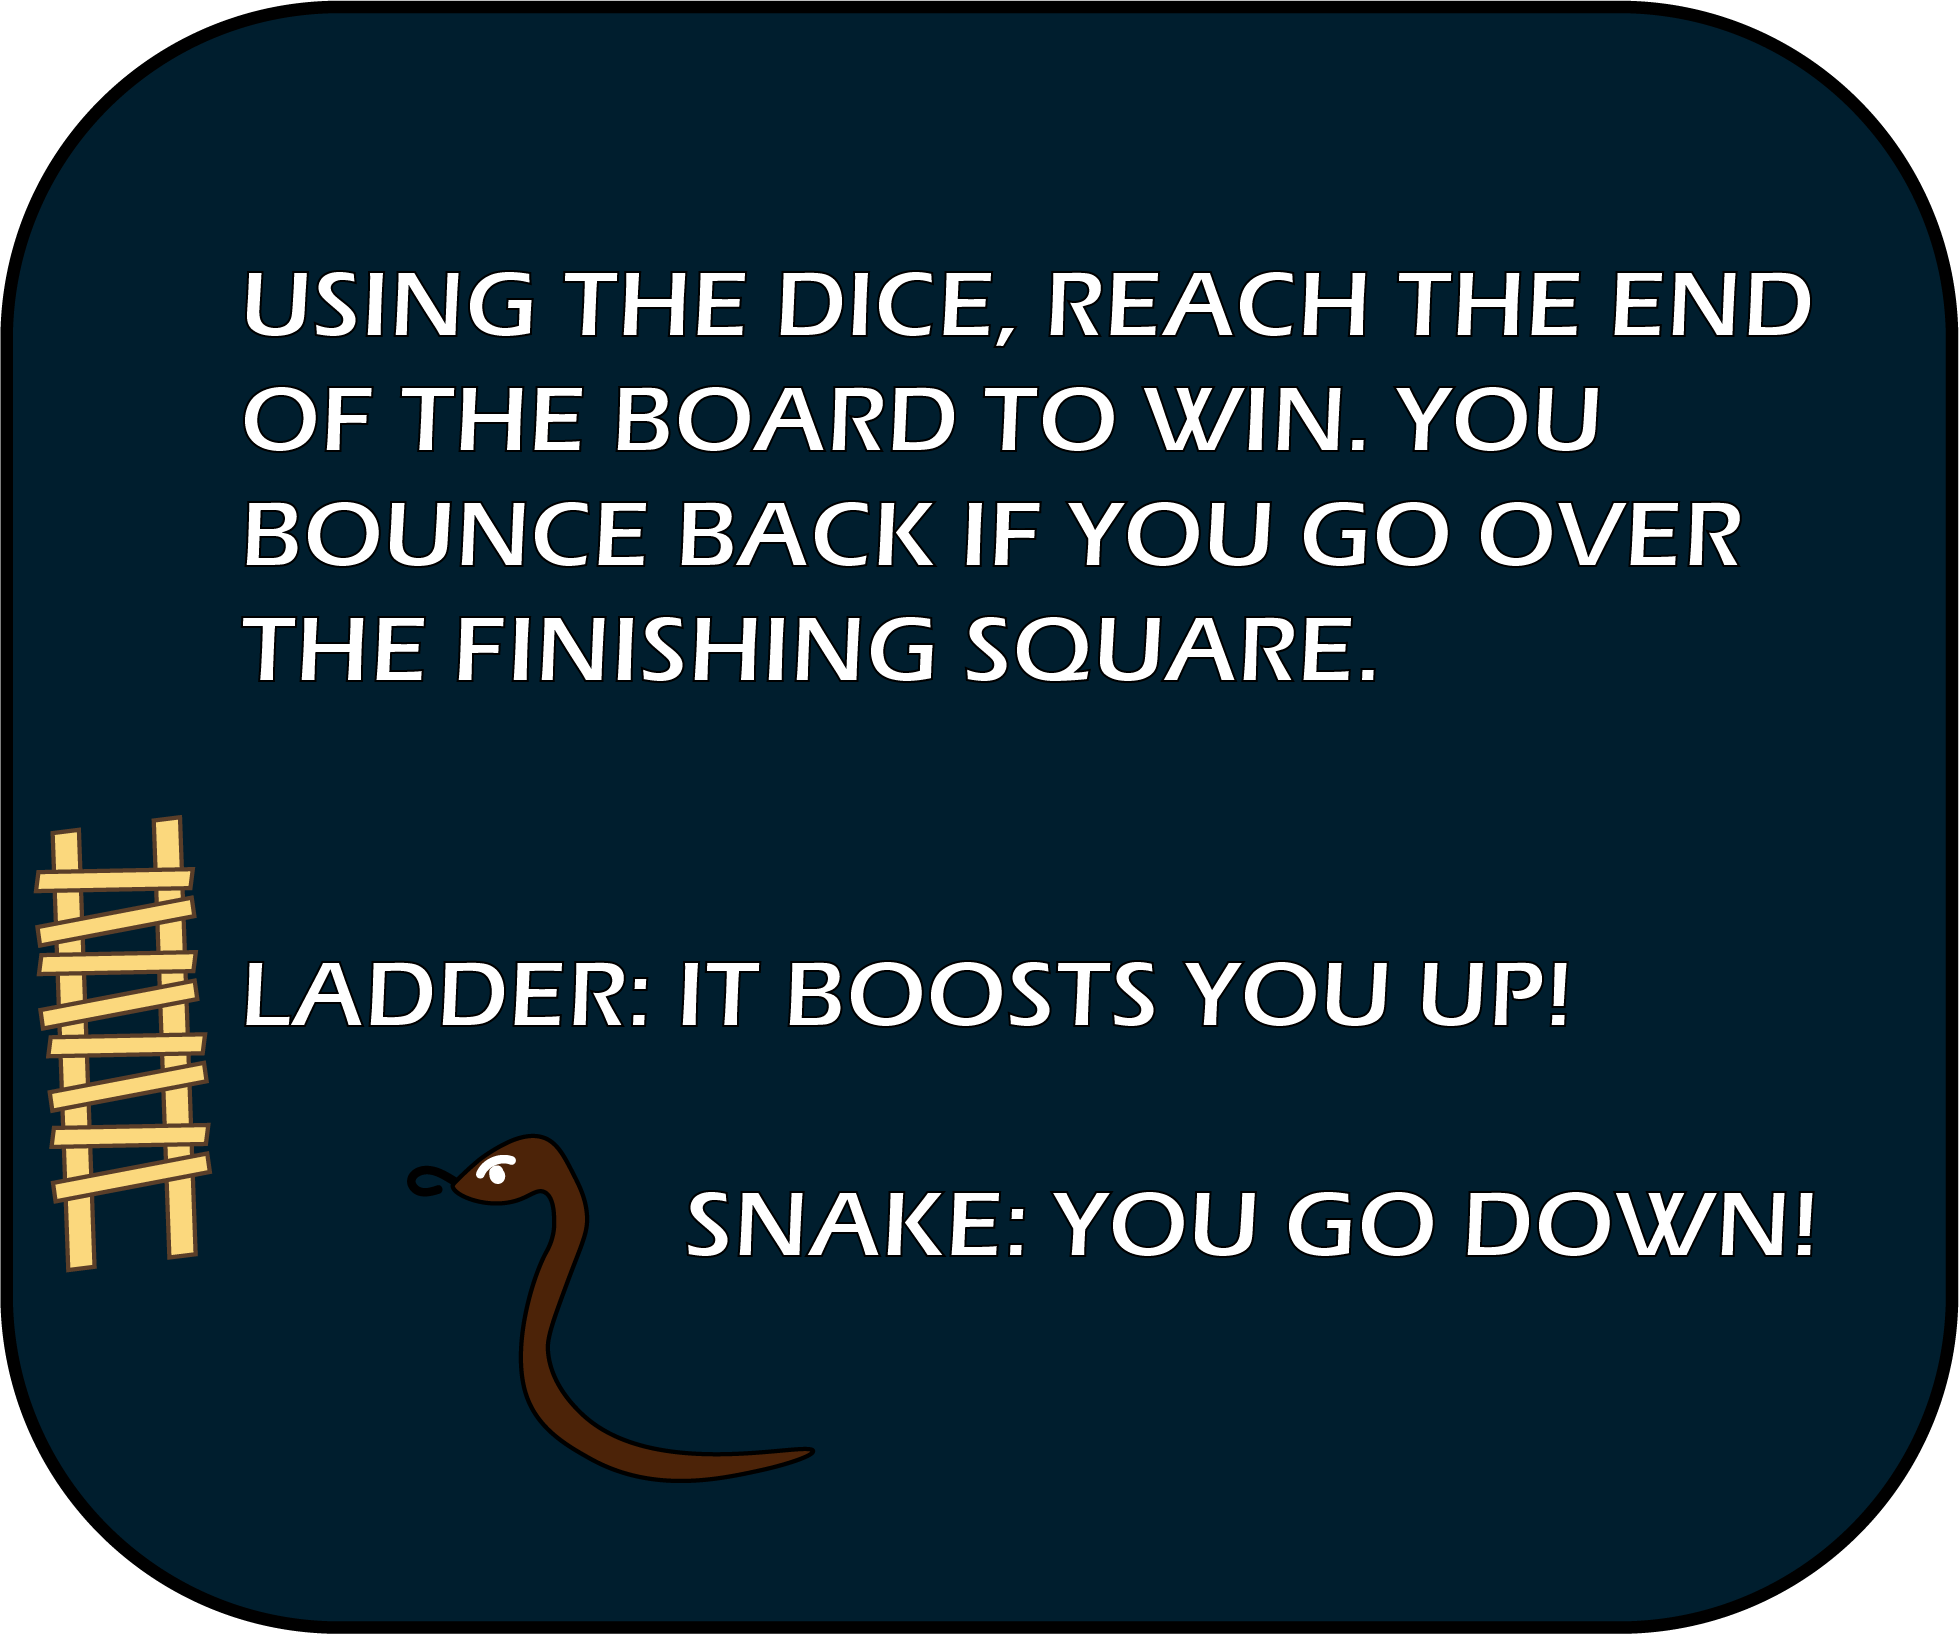 USING THE DICE, REACH THE END
OF THE BOARD TO WIN. YOU
BOUNCE BACK IF YOU GO OVER
THE FINISHING SQUARE.
LADDER: IT BOOSTS YOU UP!
SNAKE: YOU GO DOWN!